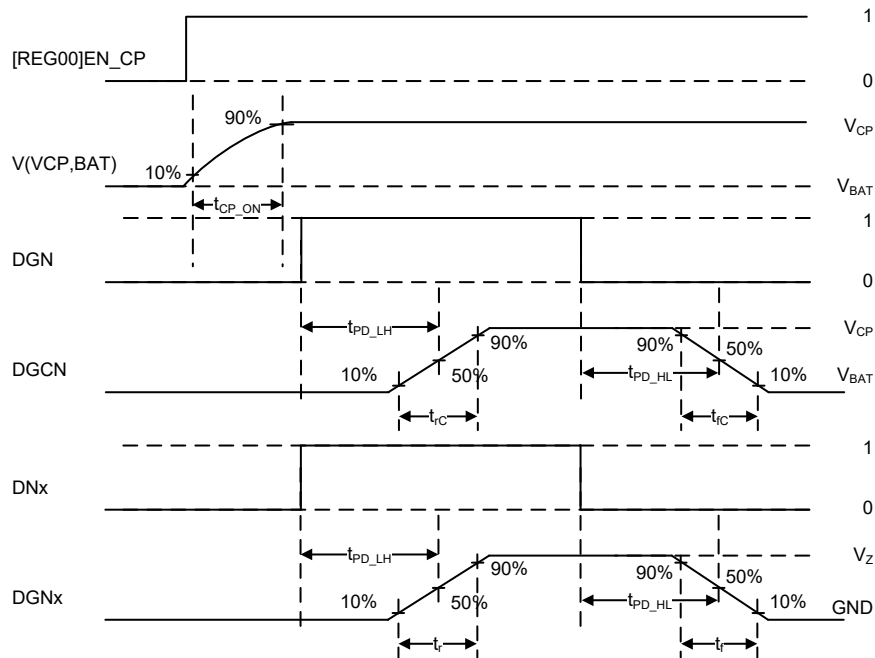 1
[REG00]EN_CP
0
90%
V_CP
V(VCP,BAT)
10%
V_BAT
t_CP_ON
1
DGN
0
t_PD_LH
V_CP
90%
90%
50%
DGCN
10%
50%
t_PD_HL
10%
V_BAT
t_rC
t_fC
1
DNx
0
t_PD_LH
V_Z
90%
90%
50%
DGNx
10%
50%
t_PD_HL
10%
GND
t_r
t_f